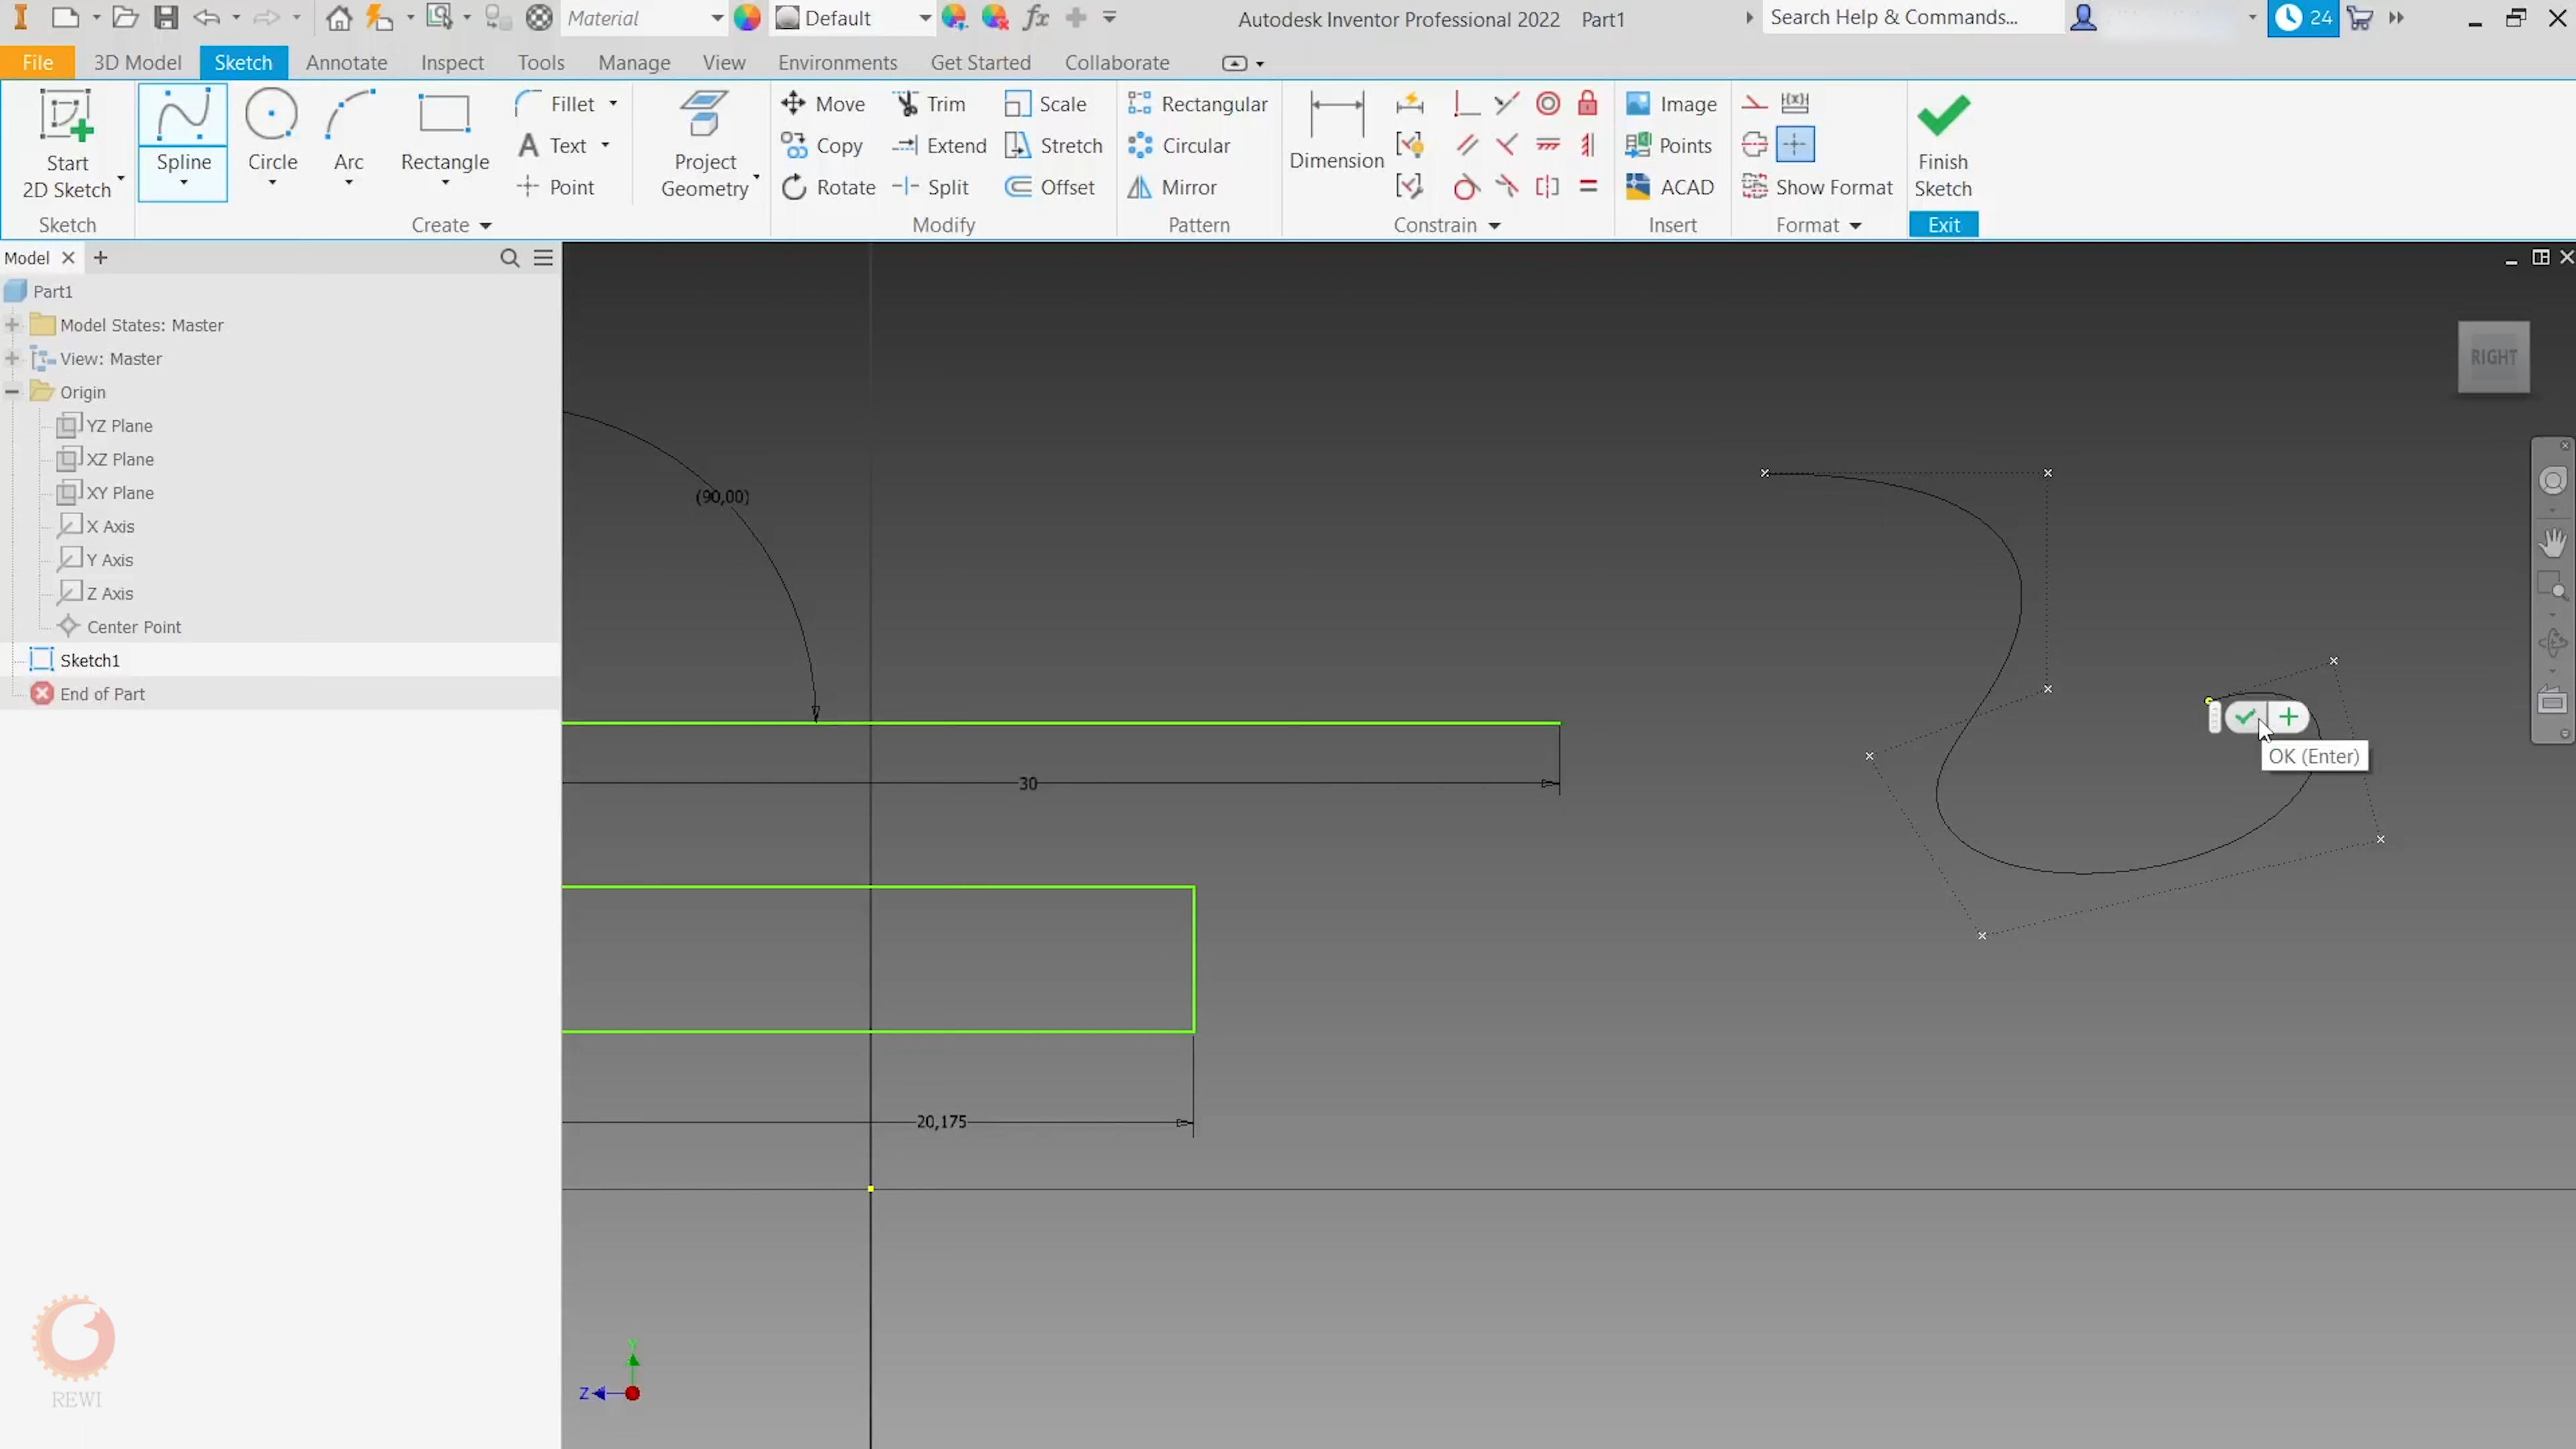 Material
Default
Autodesk Inventor Professional 2022 Part1
Search Help & Commands...
24
File 3D Model Sketch Annotate Inspect Tools Manage View Environments Get Started Collaborate
Start
2D Sketch
Sketch
Spline
Circle
Arc
Rectangle
Fillet
Text
Point
Create
Project
Geometry
Move
Copy
Rotate
Trim
Extend
Split
Scale
Stretch
Offset
Modify
Rectangular
Circular
Mirror
Pattern
Dimension
Constrain
Image
Points
ACAD
Insert
Show Format
Format
Finish
Sketch
Exit
Model
Part1
Model States: Master
View: Master
Origin
YZ Plane
XZ Plane
XY Plane
X Axis
Y Axis
Z Axis
Center Point
Sketch1
End of Part
RIGHT
(90,00)
OK (Enter)
30
20,175
Y
Z
REWI